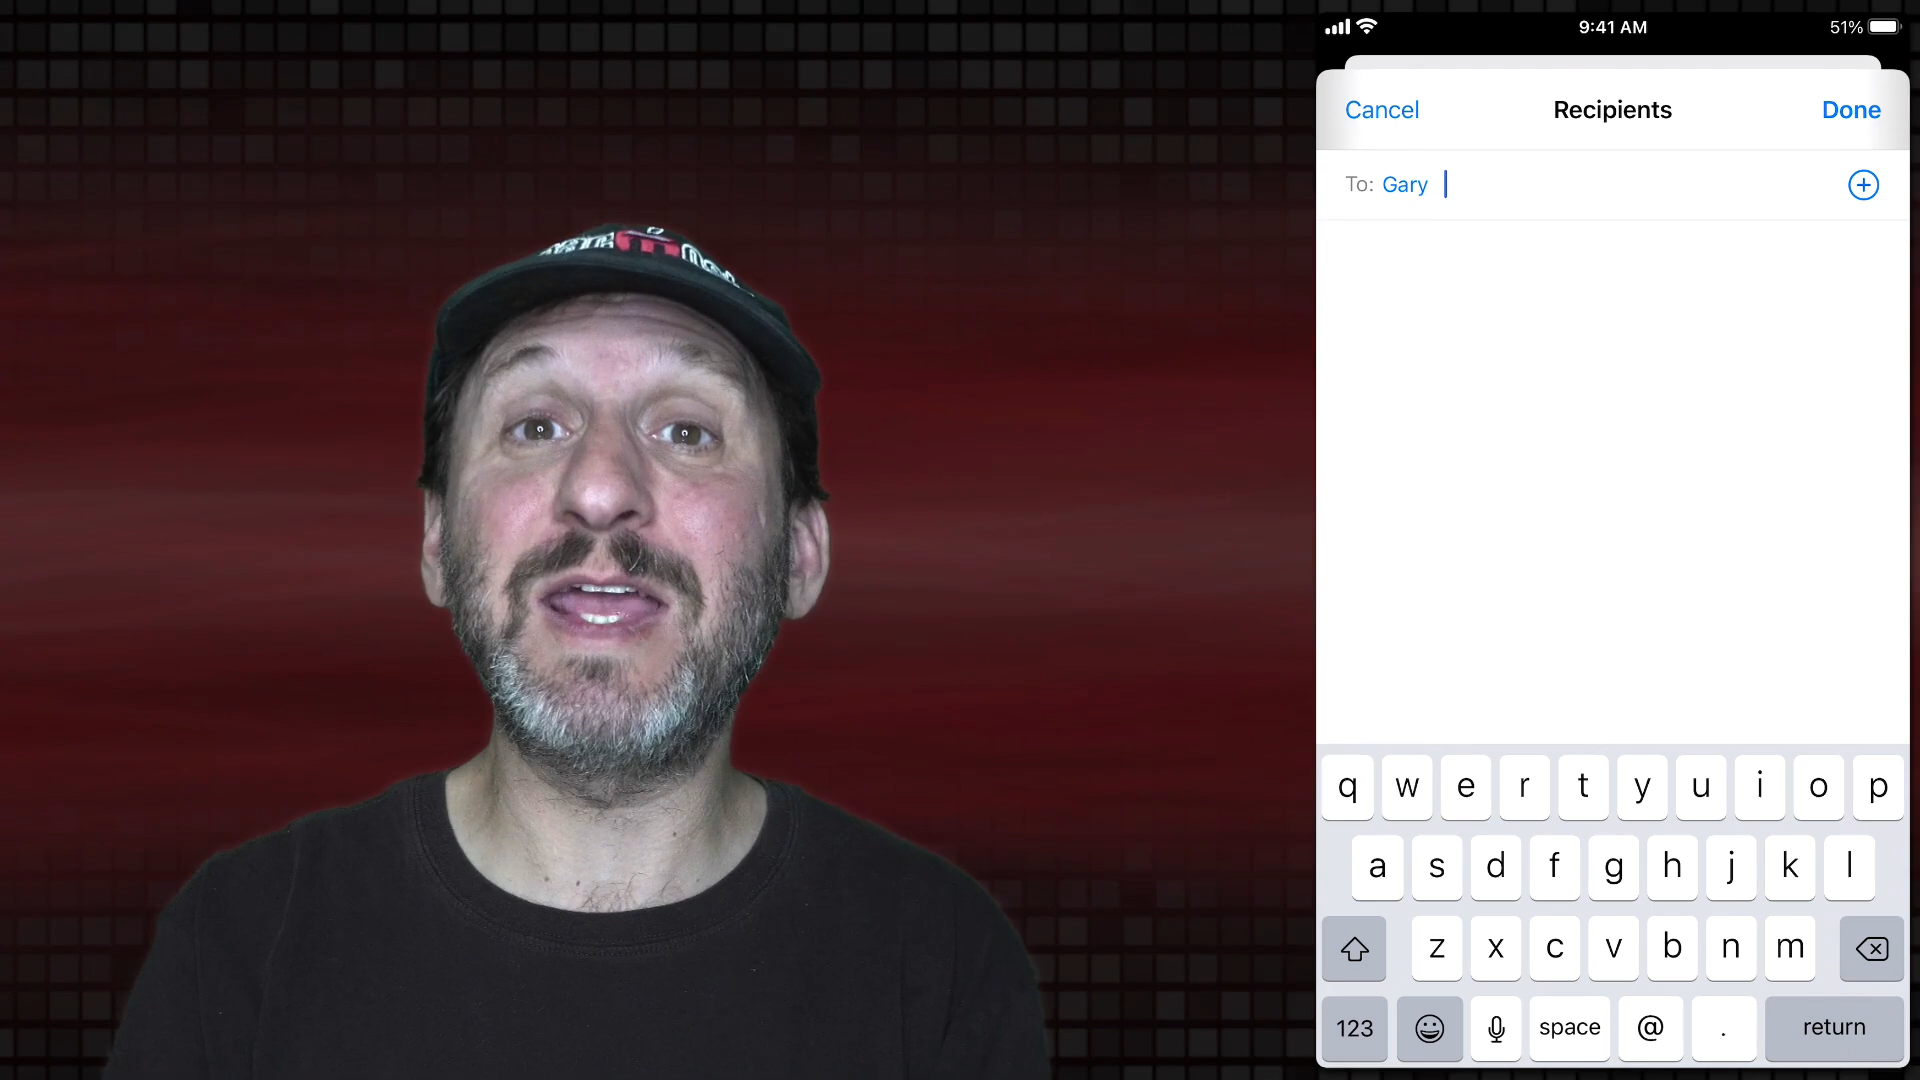 9:41 AM
51%
Cancel Recipients Done
To: Gary
q w e r t y u i o p
a s d f g h j k l
z x c v b n m
123 space @ . return